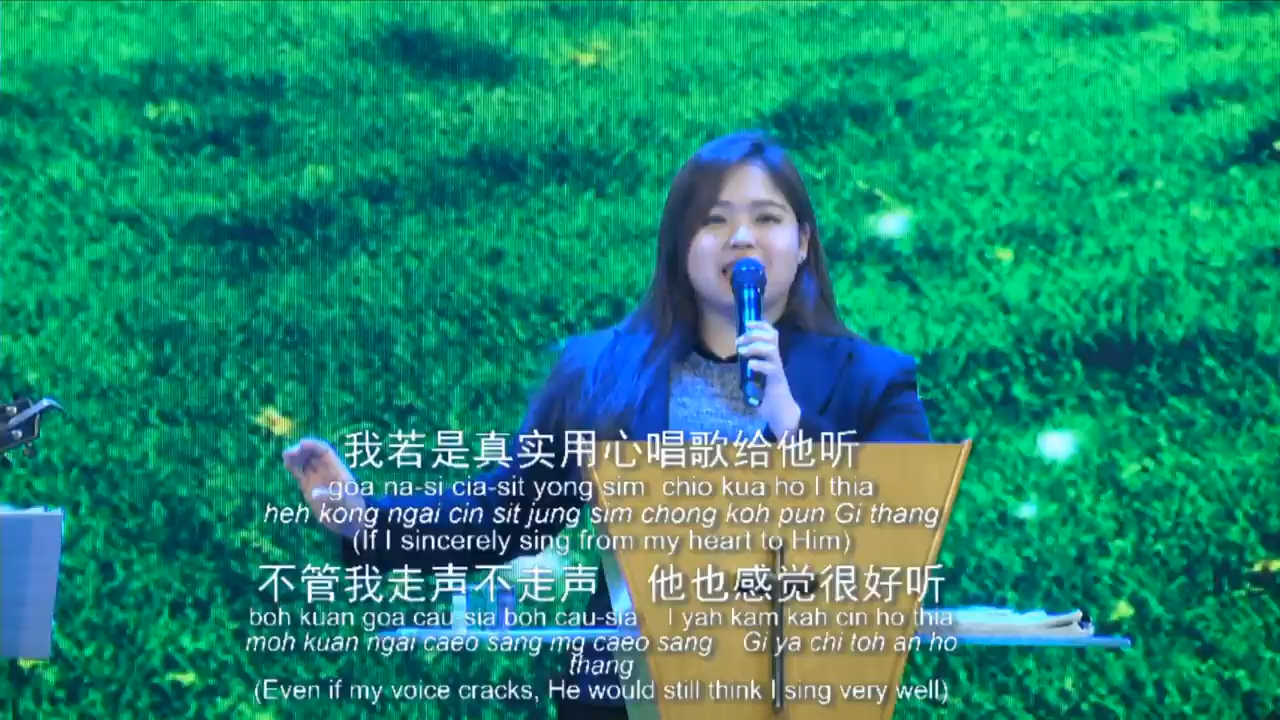 我若是真实用心唱歌给他听
goa na-si cia-sit yong sim chio kua ho I thia
heh kong ngai cin sit jung sim chong koh pun Gi thang
(If I sincerely sing from my heart to Him)
不管我走声不走声 他也感觉很好听
boh kuan goa cau-sia boh cau-sia I yah kam kah cin ho thia
moh kuan ngai caeo sang mg caeo sang Gi ya chi toh an ho
thang
(Even if my voice cracks, He would still think I sing very well)